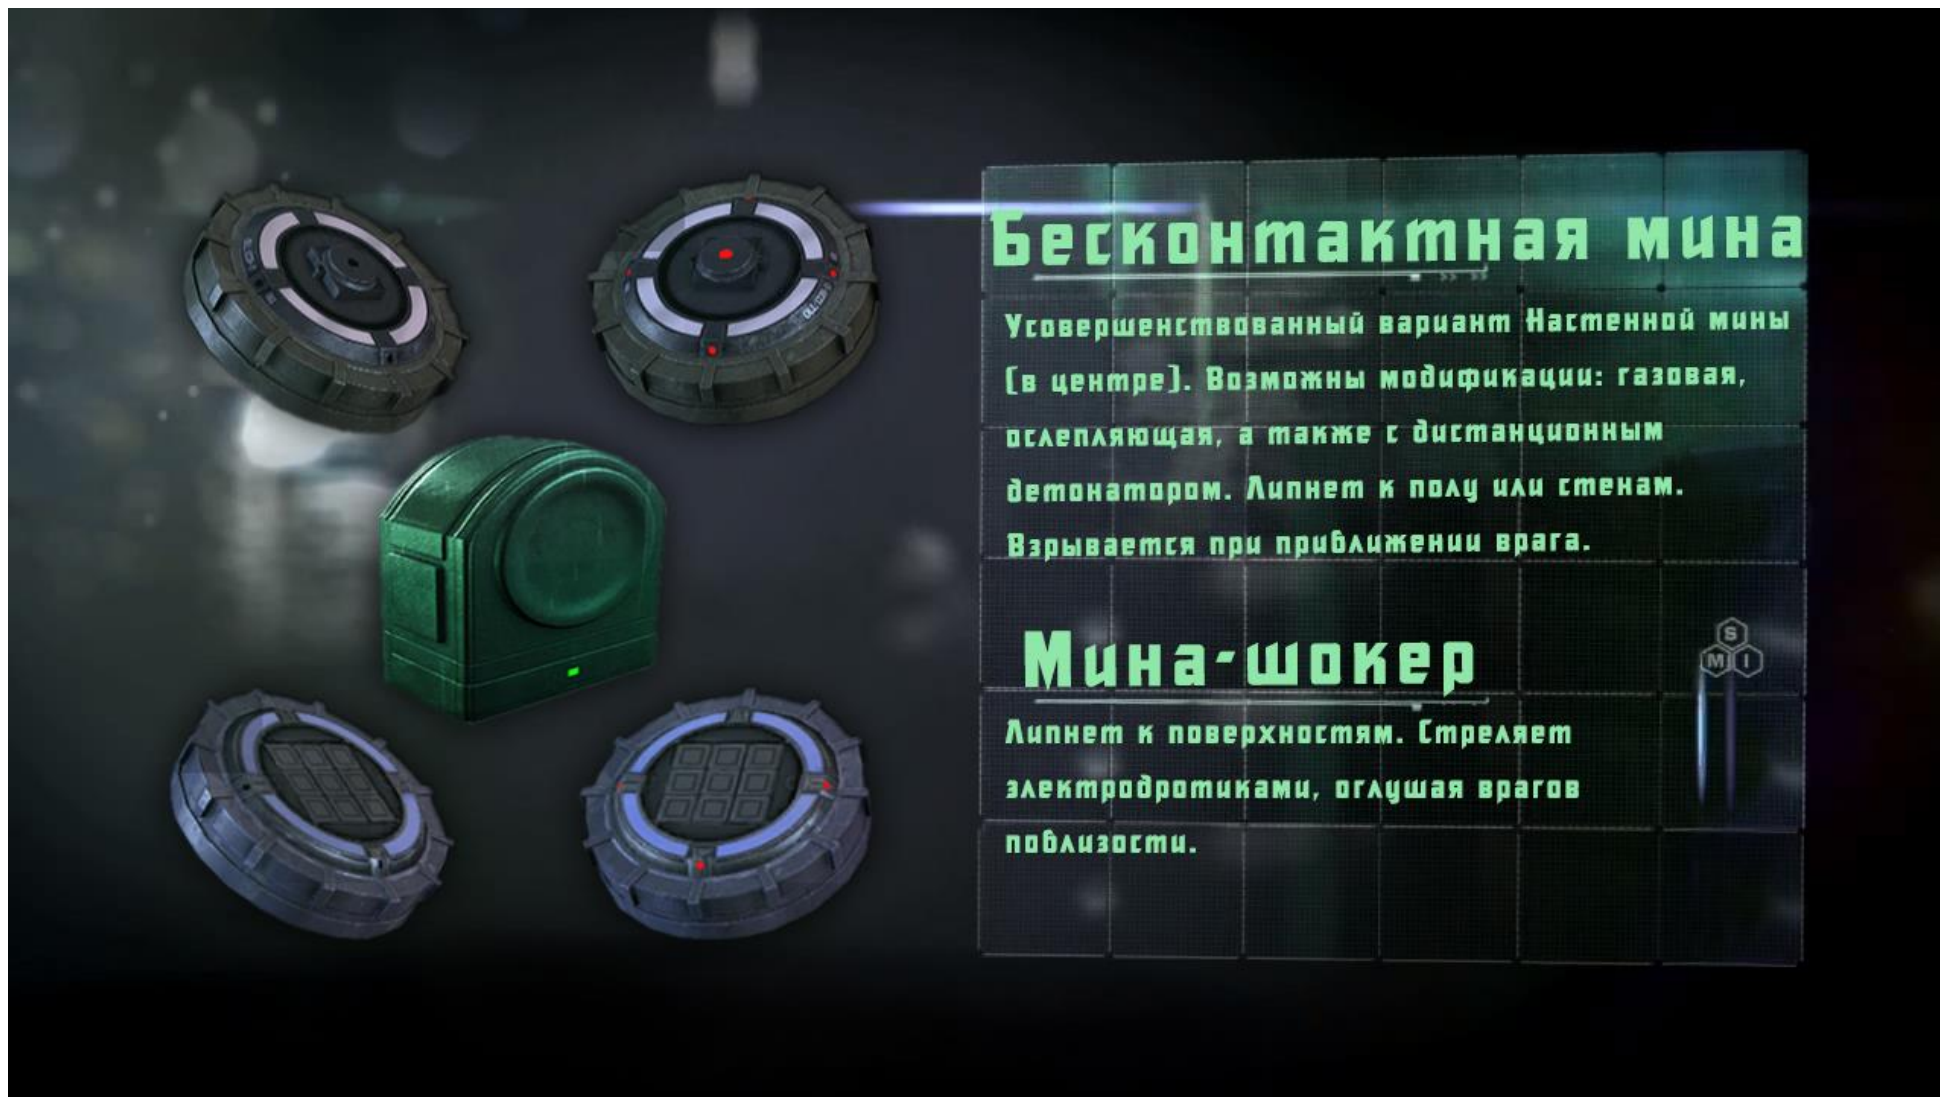 Бесконтактная мина
Усовершенствованный вариант Настенной мины
(в центре). Возможны модификации: газовая,
ослепляющая, а также с дистанционным
детонатором. Липнет к полу или стенам.
Взрывается при приближении врага.
Мина-шокер
S
M I
Липнет к поверхностям. Стреляет
электродротиками, оглушая врагов
поблизости.